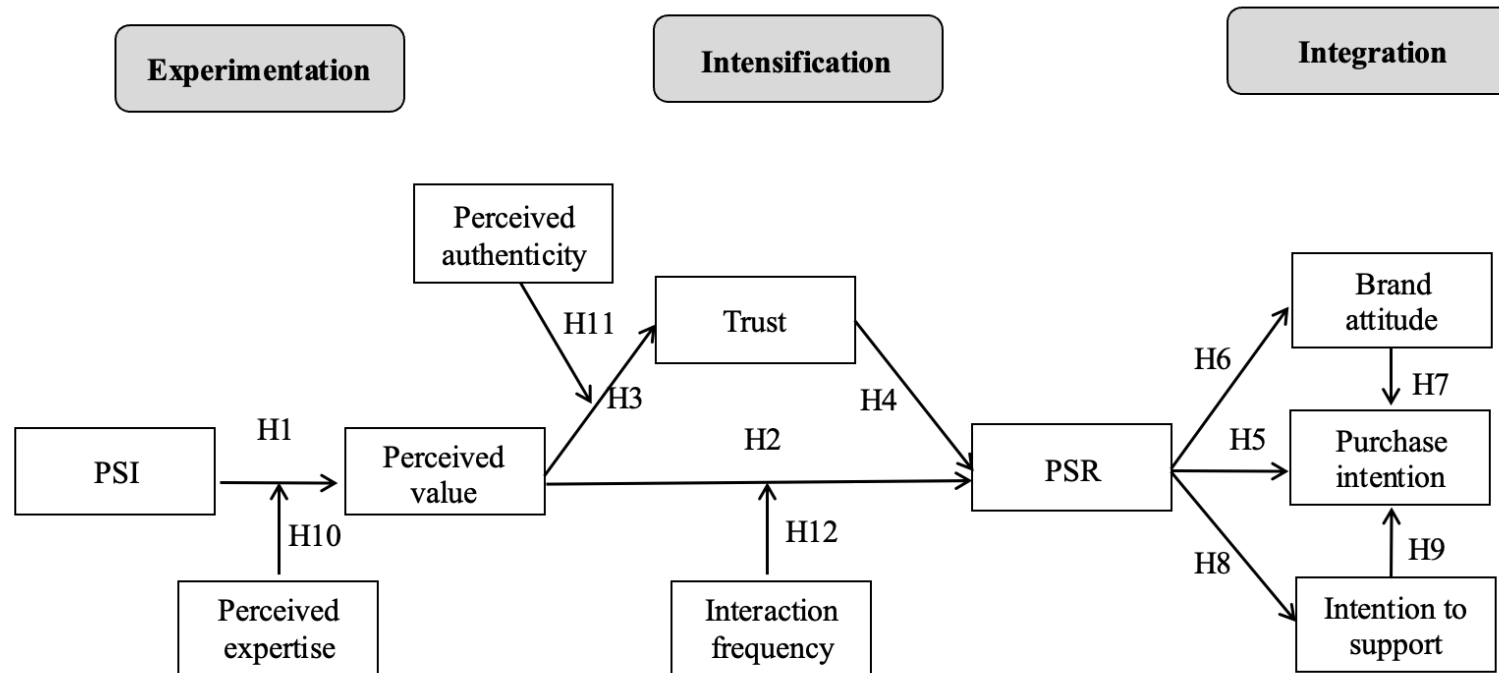 Experimentation
Intensification
Integration
Perceived
authenticity
H11
Trust
Brand
attitude
H6
H3
H4
H7
H1
H2
H5
PSI
Perceived
value
PSR
Purchase
intention
H10
H12
H8
H9
Perceived
expertise
Interaction
frequency
Intention to
support